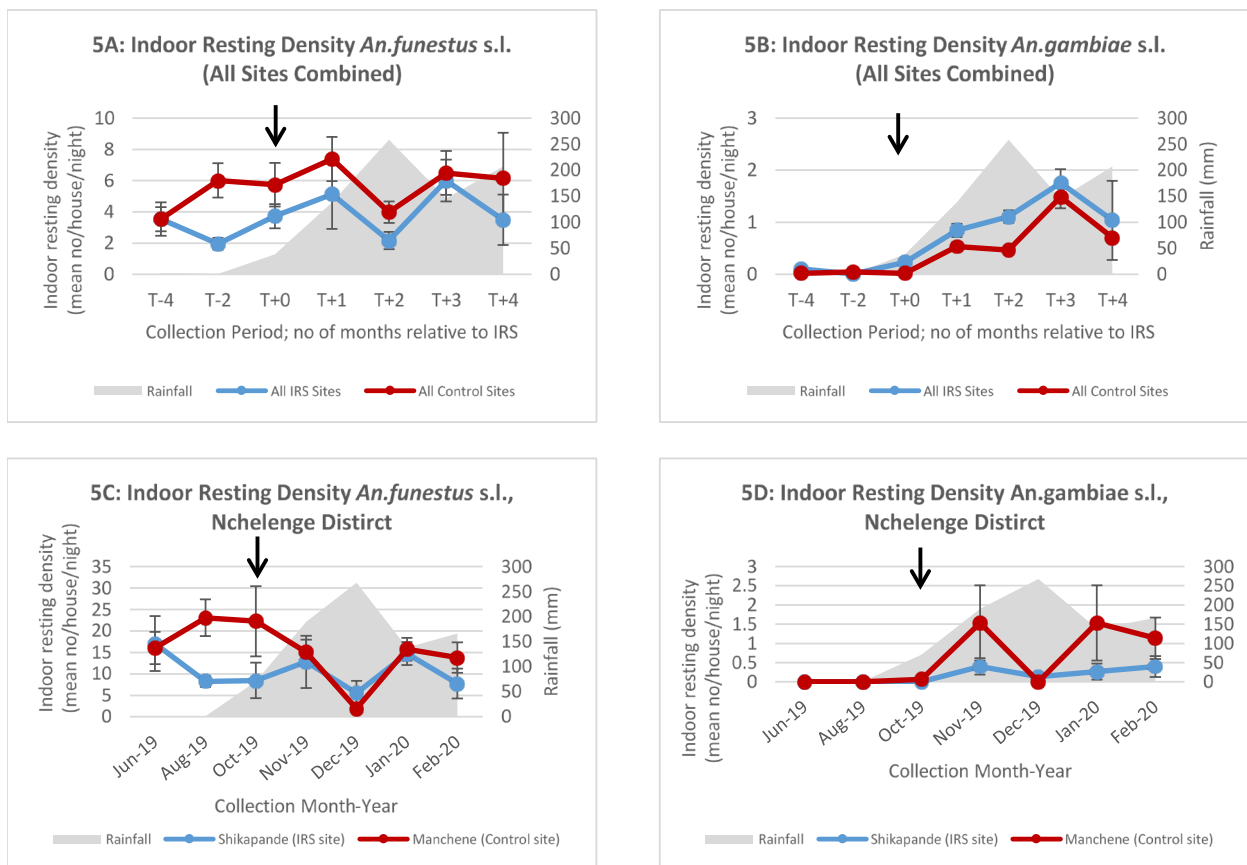 5A: Indoor Resting Density An.funestus s.l.
(All Sites Combined)
Indoor resting density
(mean no/house/night)
10
8
6
4
2
0
300
250
200
150
100
50
0
T-4 T-2 T+0 T+1 T+2 T+3 T+4
Collection Period; no of months relative to IRS
Rainfall All IRS Sites All Control Sites
5B: Indoor Resting Density An.gambiae s.l.
(All Sites Combined)
Indoor resting density
(mean no/house/night)
3
2
1
0
300
250
200
150
100
50
0
Rainfall (mm)
T-4 T-2 T+0 T+1 T+2 T+3 T+4
Collection Period; no of months relative to IRS
Rainfall All IRS Sites All Control Sites
5C: Indoor Resting Density An.funestus s.l.,
Nchelenge Distirct
Indoor resting density
(mean no/house/night)
35
30
25
20
15
10
5
0
300
250
200
150
100
50
0
Rainfall (mm)
Jun-19 Aug-19 Oct-19 Nov-19 Dec-19 Jan-20 Feb-20
Collection Month-Year
Rainfall Shikapande (IRS site) Manchene (Control site)
5D: Indoor Resting Density An.gambiae s.l.,
Nchelenge Distirct
Indoor resting density
(mean no/house/night)
3
2.5
2
1.5
1
0.5
0
300
250
200
150
100
50
0
Jun-19 Aug-19 Oct-19 Nov-19 Dec-19 Jan-20 Feb-20
Collection Month-Year
Rainfall Shikapande (IRS site) Manchene (Control site)